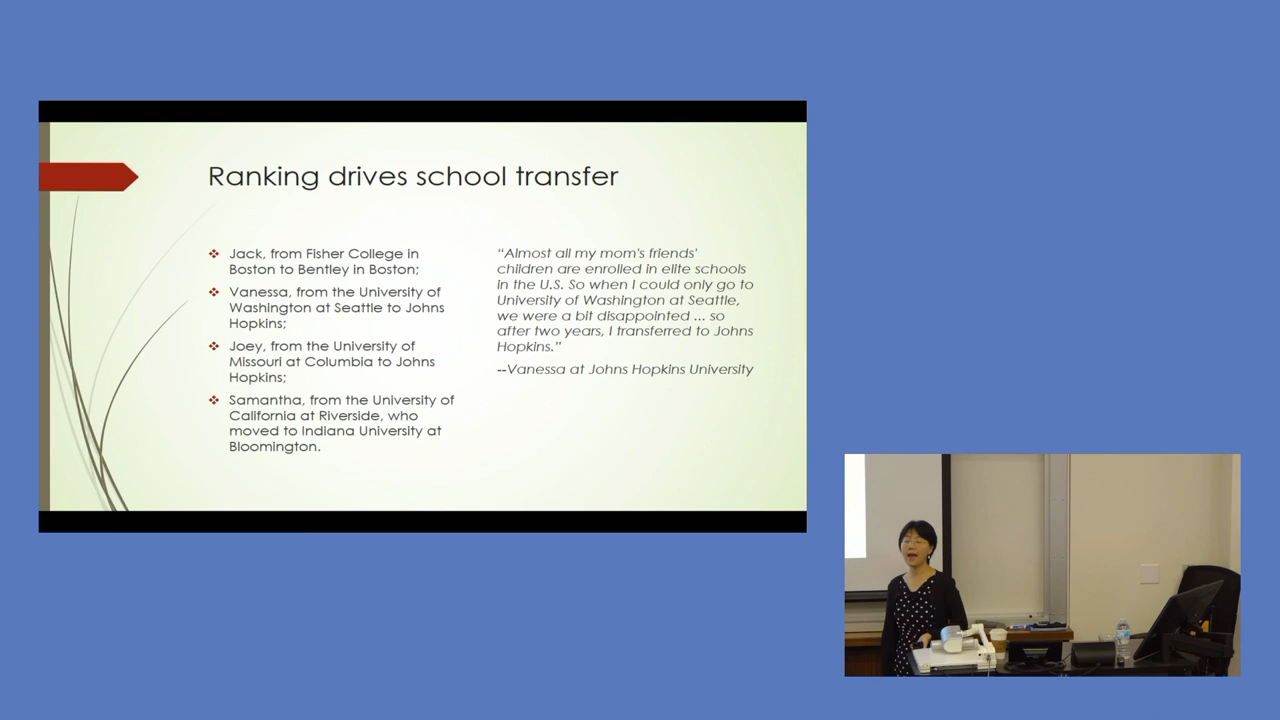 Ranking drives school transfer
Jack, from Fisher College in
Boston to Bentley in Boston;
Vanessa, from the University of
Washington at Seattle to Johns
Hopkins;
Joey, from the University of
Missouri at Columbia to Johns
Hopkins;
Samantha, from the University of
California at Riverside, who
moved to Indiana University at
Bloomington.
“Almost all my mom's friends'
children are enrolled in elite schools
in the U.S. So when I could only go to
University of Washington at Seattle,
we were a bit disappointed ... so
after two years, I transferred to Johns
Hopkins.”
--Vanessa at Johns Hopkins University